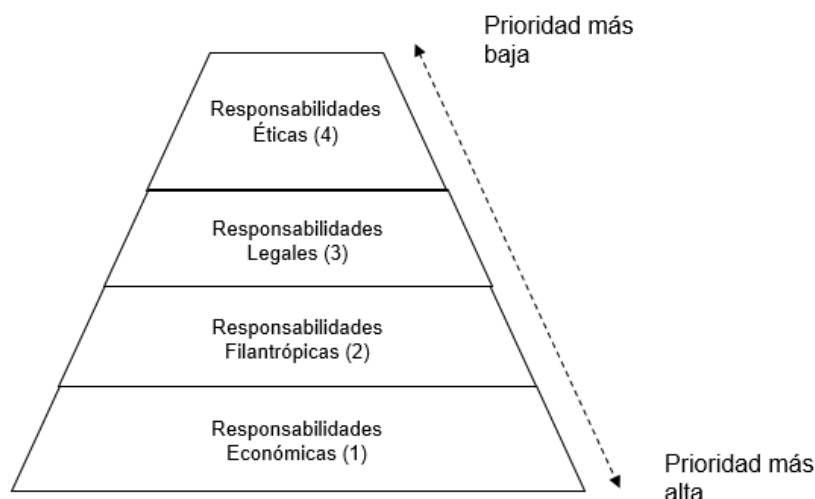 Prioridad más
baja
Responsabilidades
Éticas (4)
Responsabilidades
Legales (3)
Responsabilidades
Filantrópicas (2)
Responsabilidades
Económicas (1)
Prioridad más
alta